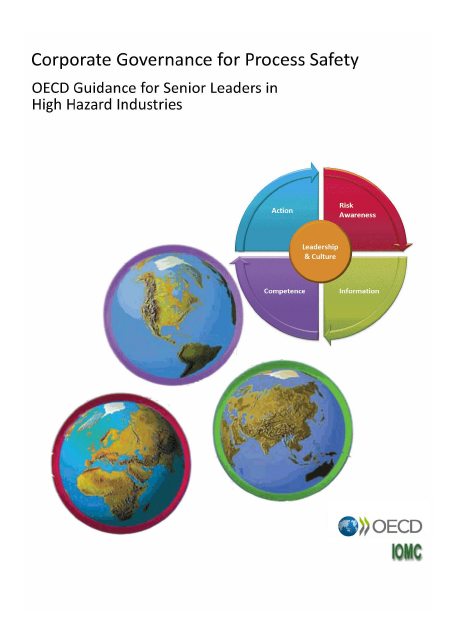 Corporate Governance for Process Safety
OECD Guidance for Senior Leaders in
High Hazard Industries
Action
Risk
Awareness
Leadership
& Culture
Competence
Information
OECD
IOMC